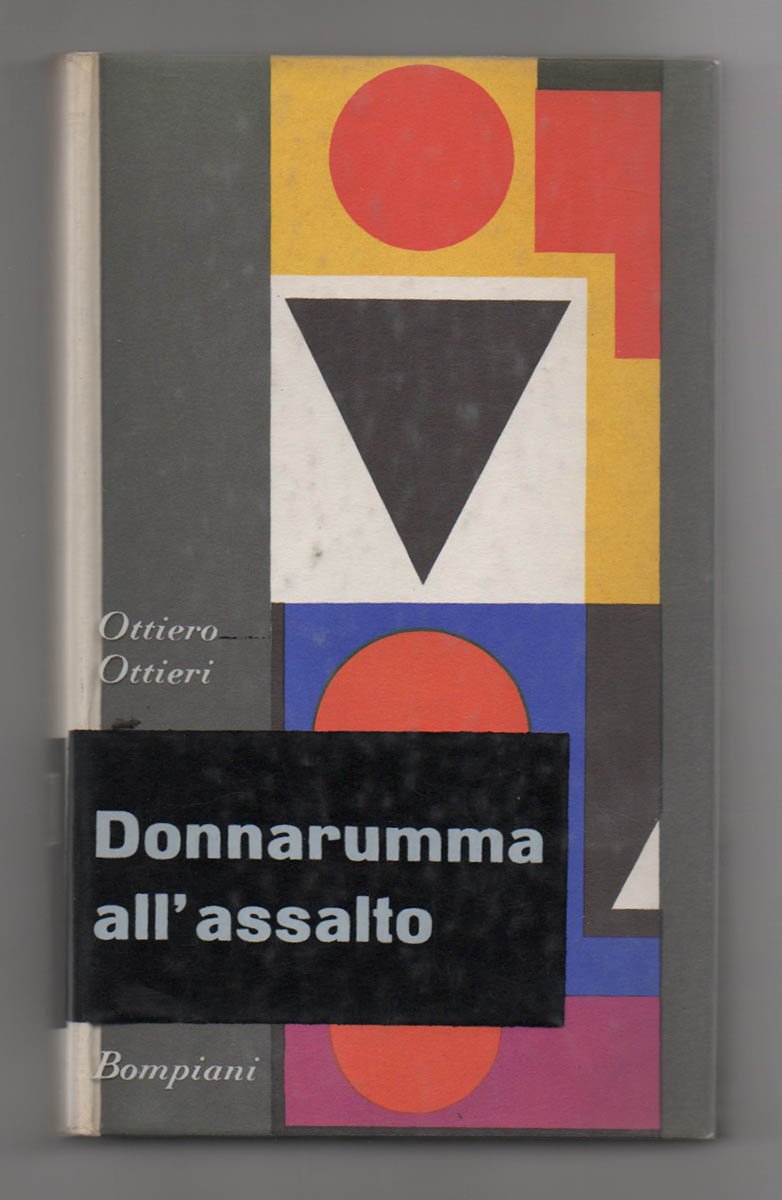 Ottiero
Ottieri
Donnarumma
all'assalto
Bompiani